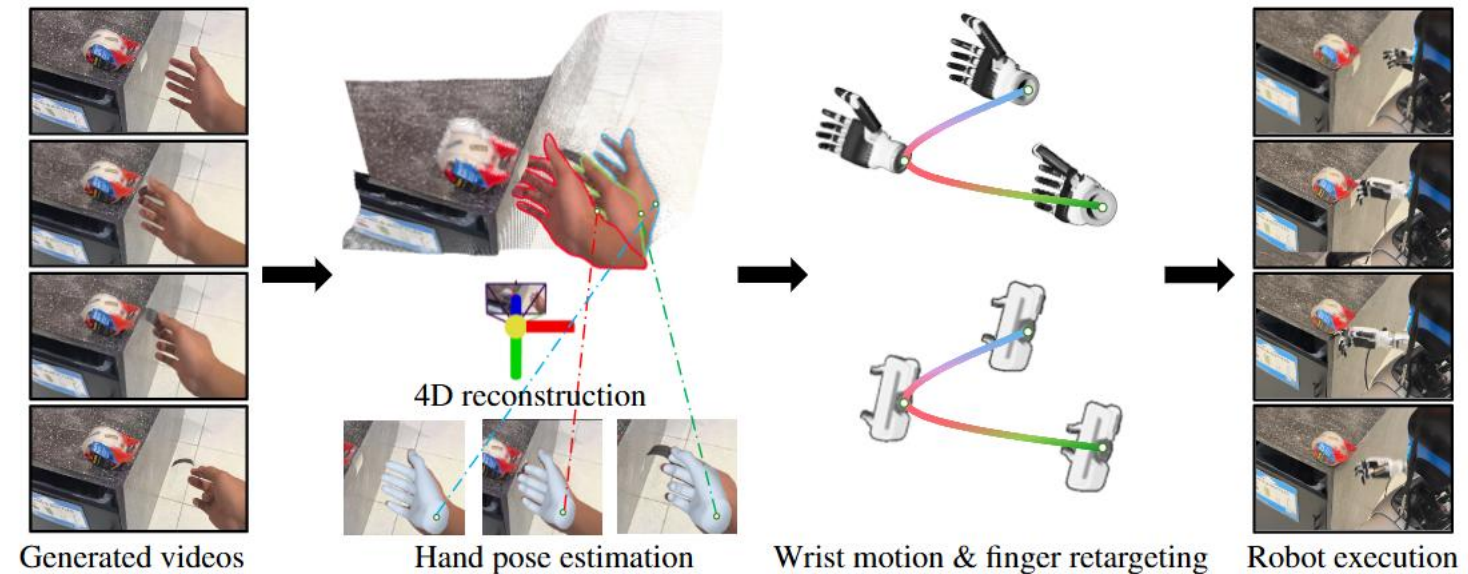 4D reconstruction
Generated videos
Hand pose estimation
Wrist motion & finger retargeting
Robot execution